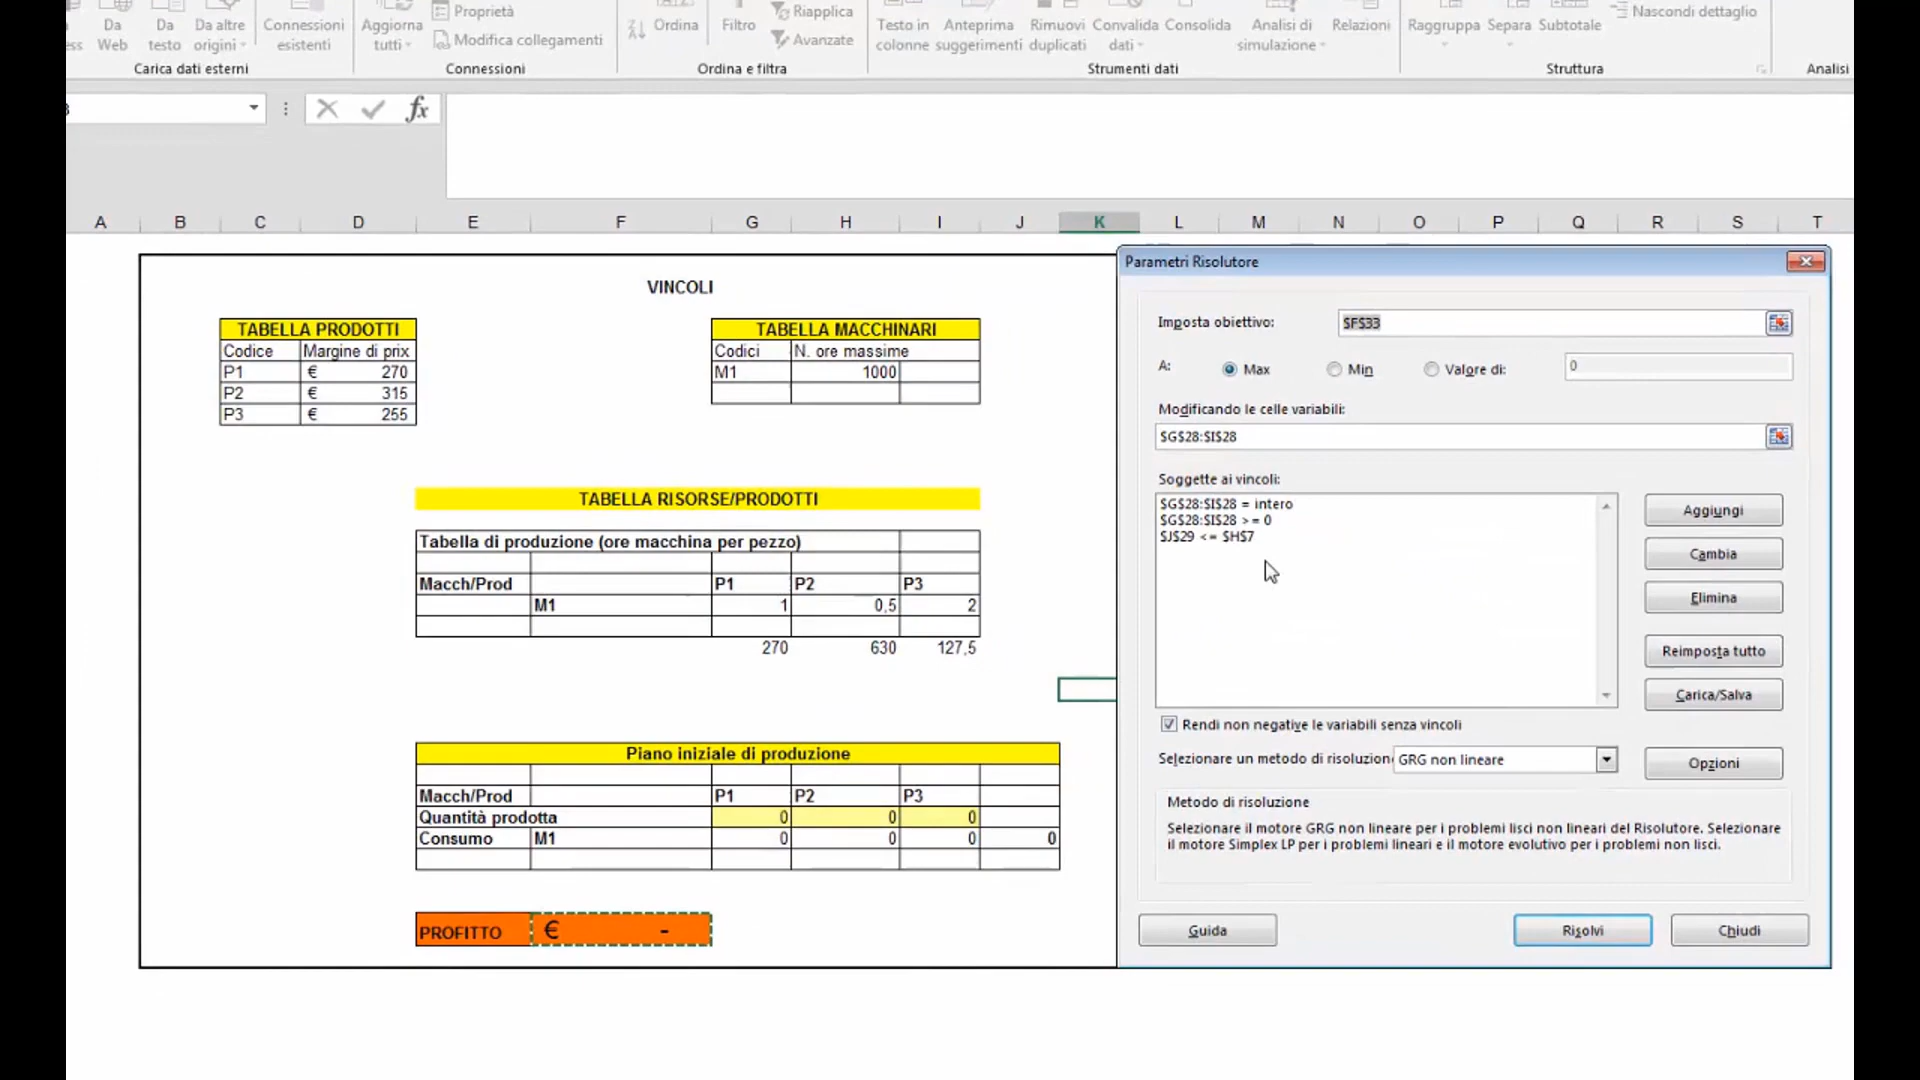 ess
Da
Web
Da
testo
Da altre
origini
Connessioni
esistenti
Carica dati esterni
Aggiorna
tutti
Proprietà
Modifica collegamenti
Connessioni
Ordina
Filtro
Riapplica
Avanzate
Ordina e filtra
Testo in
colonne
Anteprima
suggerimenti
Rimuovi
duplicati
Convalida
dati
Consolida
Analisi di
simulazione
Relazioni
Strumenti dati
Raggruppa
Separa
Subtotale
Nascondi dettaglio
Struttura
Analisi
fx
A B C D E F G H I J K L M N O P Q R S T
VINCOLI
TABELLA PRODOTTI
Codice Margine di prix
P1 € 270
P2 € 315
P3 € 255
TABELLA MACCHINARI
Codici N. ore massime
M1 1000
TABELLA RISORSE/PRODOTTI
Tabella di produzione (ore macchina per pezzo)
Macch/Prod P1 P2 P3
M1 1 0,5 2
270 630 127,5
Piano iniziale di produzione
Macch/Prod P1 P2 P3
Quantità prodotta 0 0 0
Consumo M1 0 0 0 0
PROFITTO € -
Parametri Risolutore
Imposta obiettivo: $F$33
A: Max Min Valore di: 0
Modificando le celle variabili:
$G$28:$I$28
Soggette ai vincoli:
$G$28:$I$28 = intero
$G$28:$I$28 >= 0
$J$29 <= $H$7
Aggiungi
Cambia
Elimina
Reimposta tutto
Carica/Salva
Rendi non negative le variabili senza vincoli
Selezionare un metodo di risoluzion GRG non lineare
Opzioni
Metodo di risoluzione
Selezionare il motore GRG non lineare per i problemi lisci non lineari del Risolutore. Selezionare
il motore Simplex LP per i problemi lineari e il motore evolutivo per i problemi non lisci.
Guida
Risolvi
Chiudi